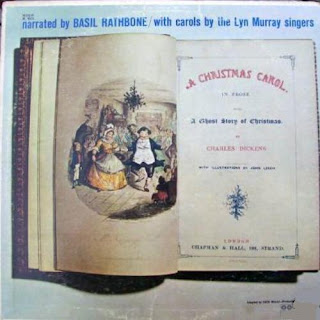 narrated by BASIL RATHBONE/with carols by the Lyn Murray singers
A CHRISTMAS CAROL.
IN PROSE.
A Ghost Story of Christmas.
BY
CHARLES DICKENS.
WITH ILLUSTRATIONS BY JOHN LEECH.
LONDON
CHAPMAN & HALL, 186, STRAND.